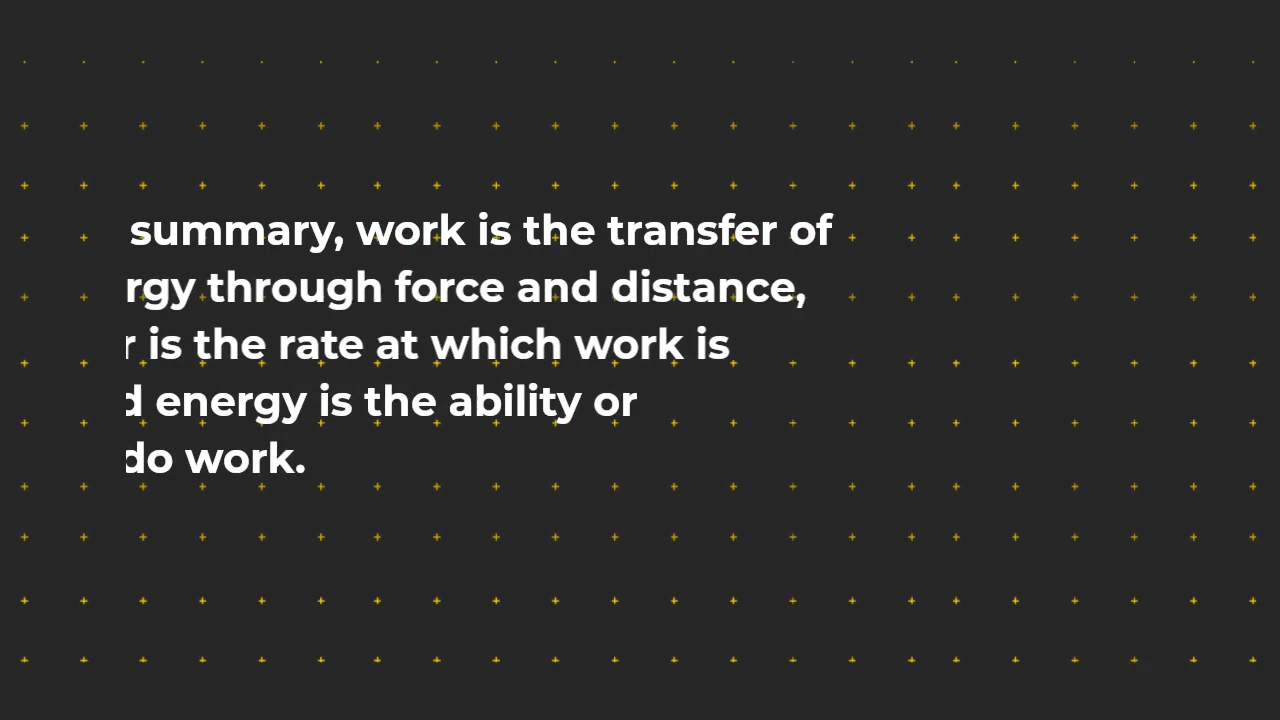 summary, work is the transfer of
rgy through force and distance,
r is the rate at which work is
d energy is the ability or
do work.